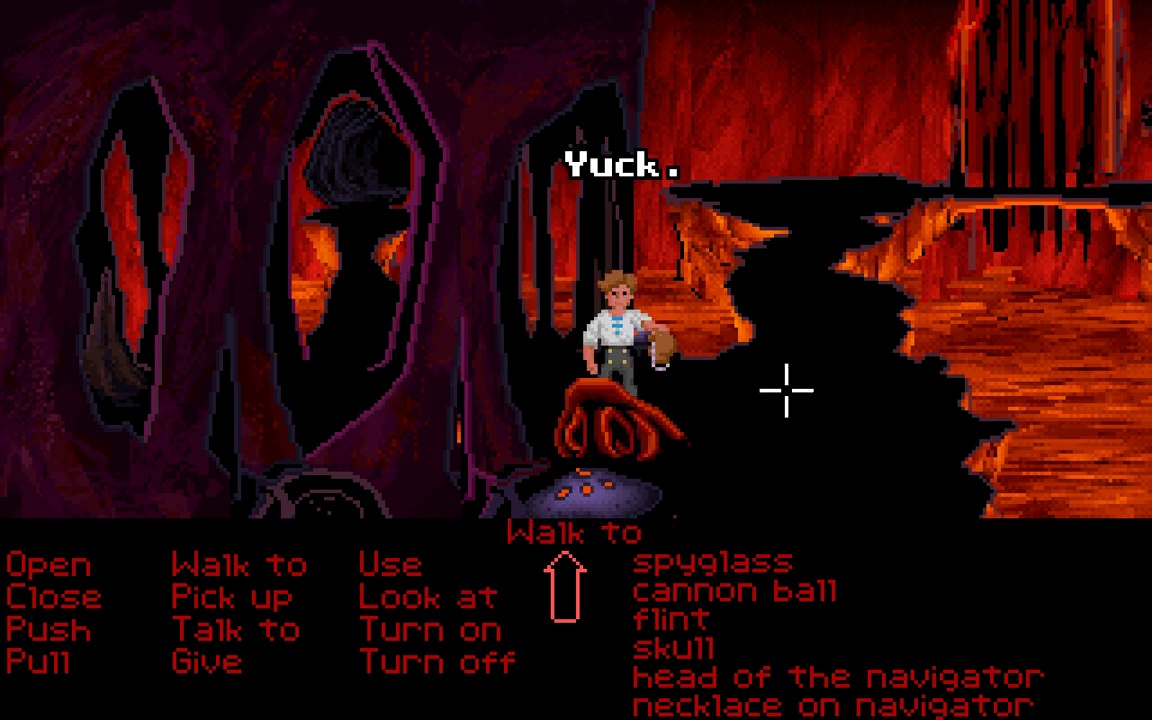 Yuck.
Walk to
Open Walk to Use
Close Pick up Look at
Push Talk to Turn on
Pull Give Turn off
spyglass
cannon ball
flint
skull
head of the navigator
necklace on navigator